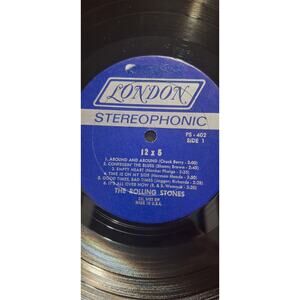 LONDON
STEREOPHONIC
PS-402
SIDE 1
12 x 5
1. AROUND AND AROUND (Chuck Berry - 3:00)
2. CONFESSIN' THE BLUES (Shann, Brown - 2:40)
3. EMPTY HEART (Nanker Phelge - 2:35)
4. TIME IS ON MY SIDE (Norman Meade - 2:50)
5. GOOD TIMES, BAD TIMES (Jagger, Richards - 2:28)
6. IT'S ALL OVER NOW (B. & S. Womack - 3:20)
THE ROLLING STONES
MADE IN U.S.A.